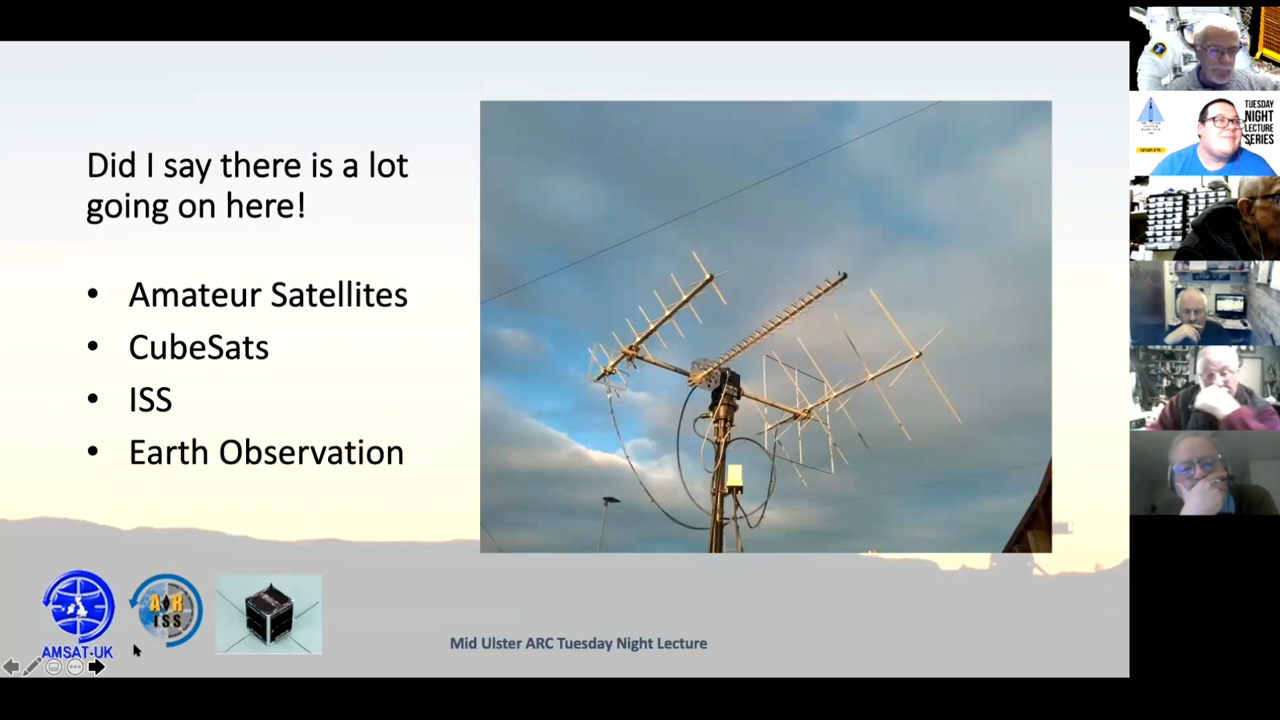 Did I say there is a lot
going on here!
• Amateur Satellites
• CubeSats
• ISS
• Earth Observation
AMSAT-UK
ARISS
Mid Ulster ARC Tuesday Night Lecture
TUESDAY
NIGHT
LECTURE
SERIES